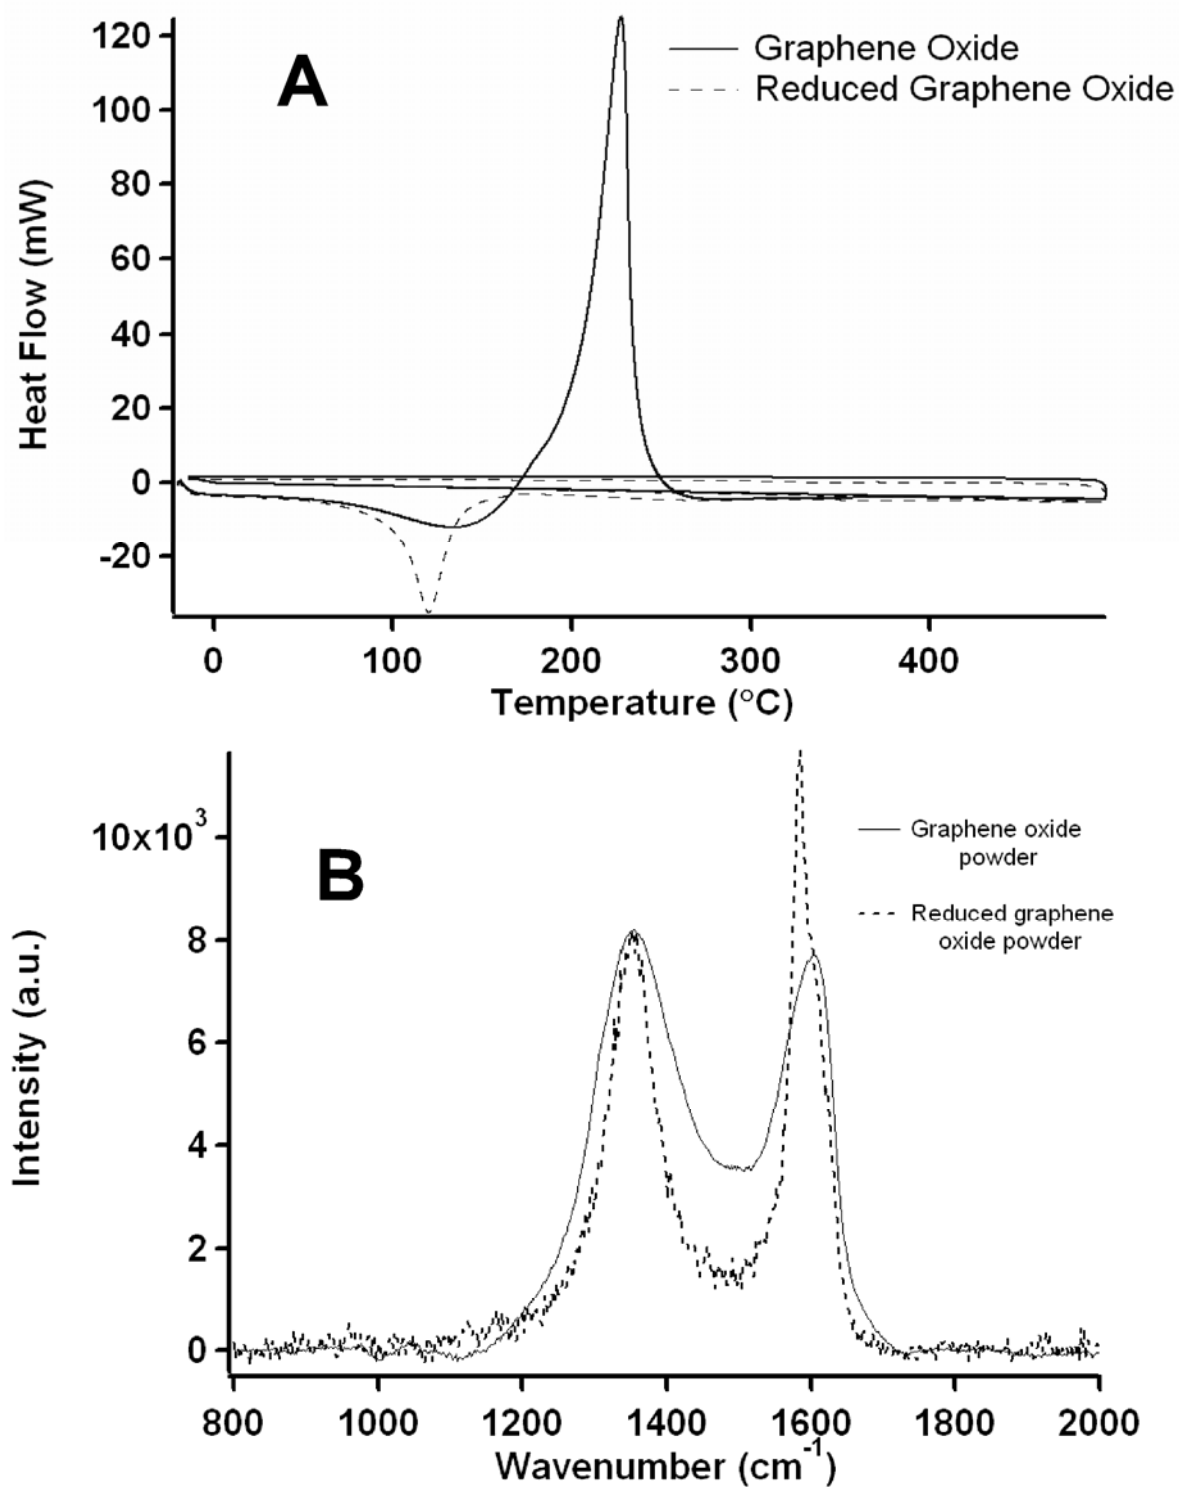 A
Graphene Oxide
Reduced Graphene Oxide
120
100
80
60
40
20
0
-20
Heat Flow (mW)
0 100 200 300 400
Temperature (°C)
B
Graphene oxide
powder
Reduced graphene
oxide powder
10x10³
8
6
4
2
0
Intensity (a.u.)
800 1000 1200 1400 1600 1800 2000
Wavenumber (cm⁻¹)